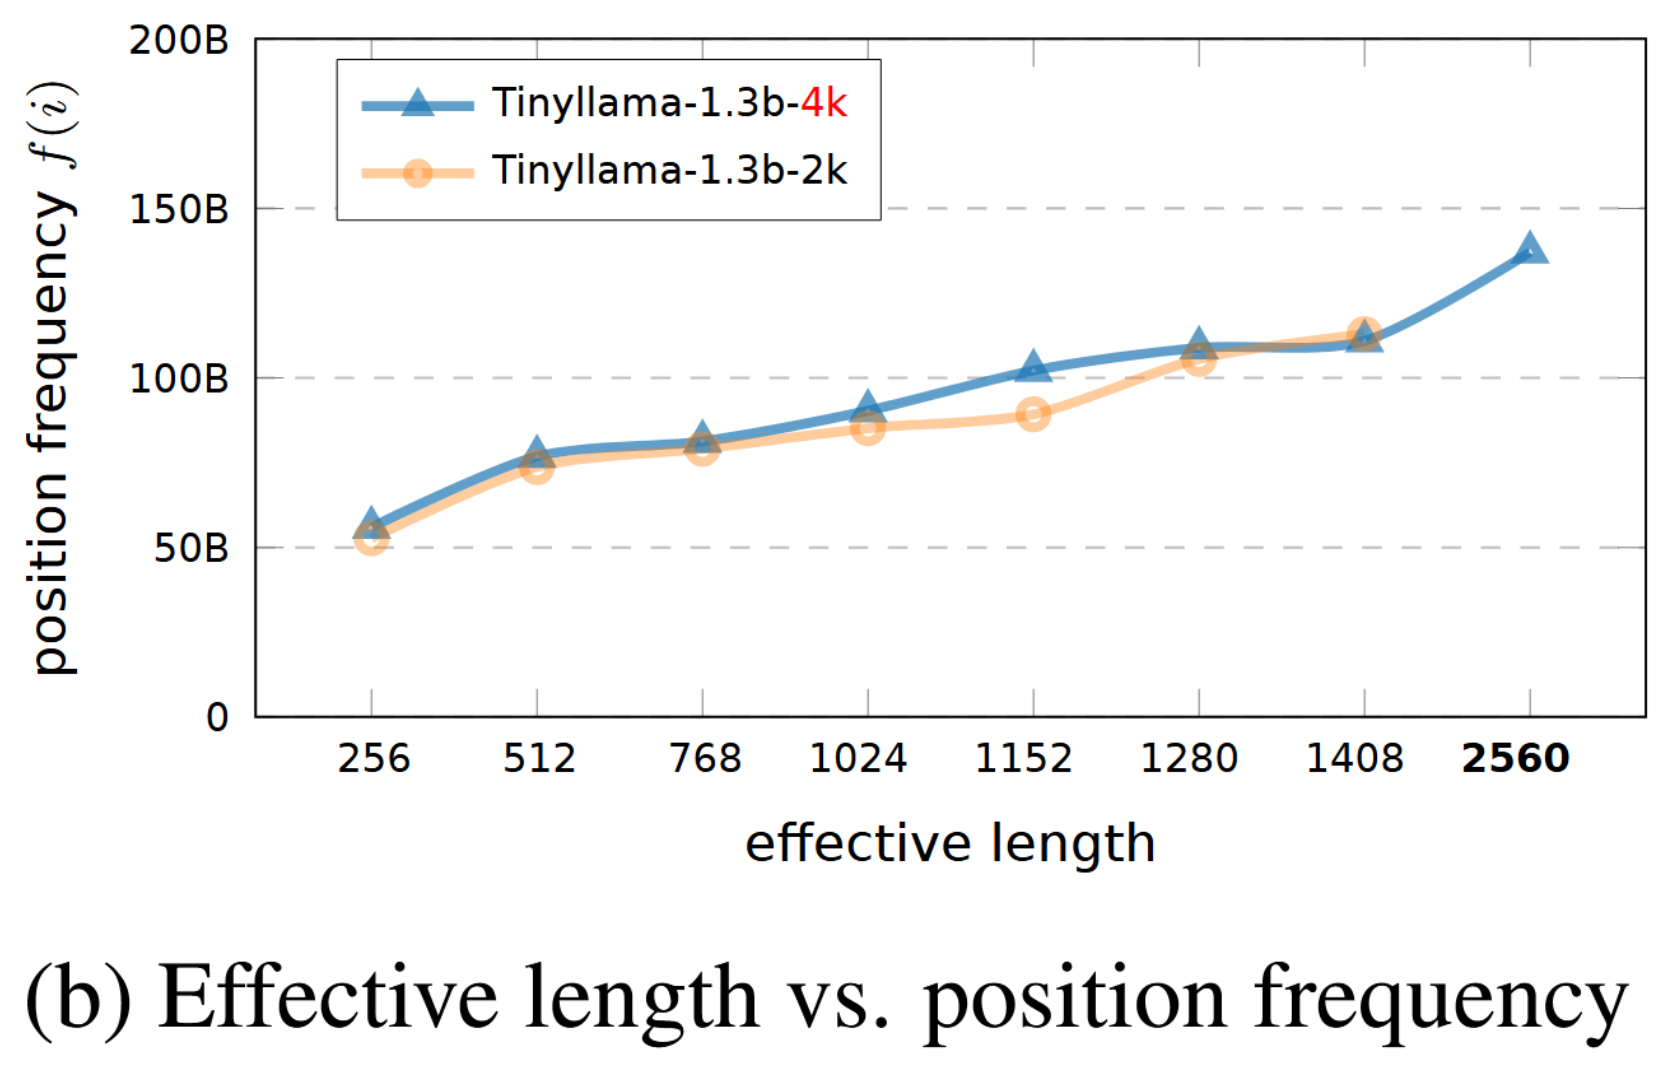 200B
150B
100B
50B
0
position frequency f(i)
Tinyllama-1.3b-4k
Tinyllama-1.3b-2k
256 512 768 1024 1152 1280 1408 2560
effective length
(b) Effective length vs. position frequency